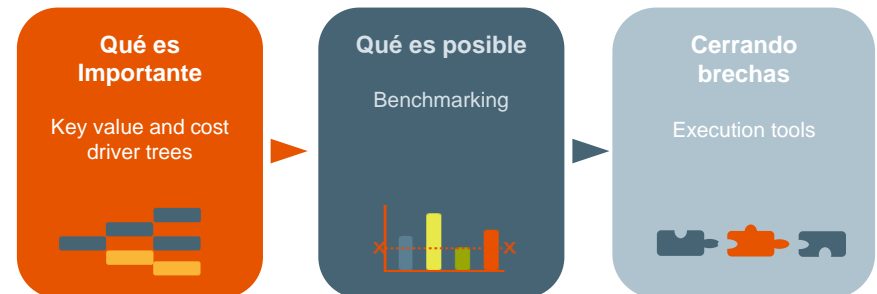 Qué es
Importante
Key value and cost
driver trees
Qué es posible
Benchmarking
Cerrando
brechas
Execution tools